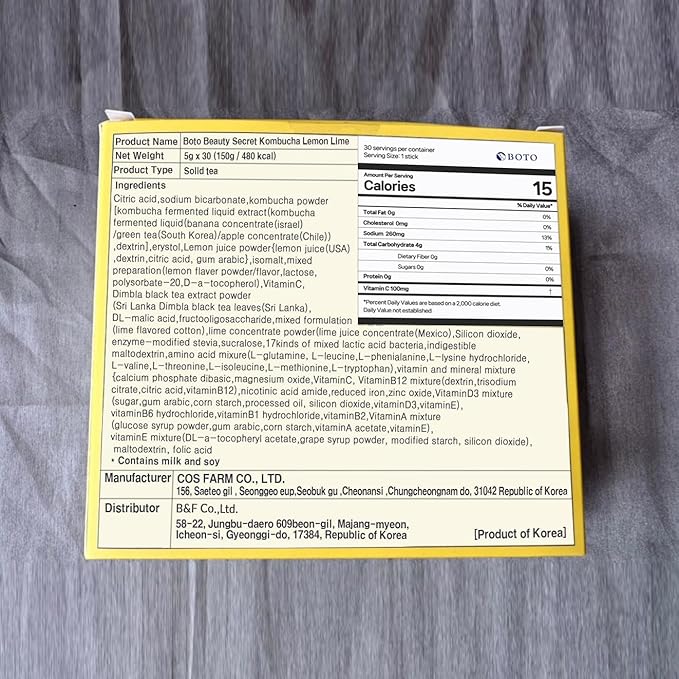 Product Name Boto Beauty Secret Kombucha Lemon Lime
Net Weight 5g x 30 (150g / 480 kcal)
Product Type Solid tea
Ingredients
Citric acid,sodium bicarbonate,kombucha powder
[kombucha fermented liquid extract(kombucha
fermented liquid(banana concentrate(israel)
/green tea(South Korea)/apple concentrate(Chile))
,dextrin],erystol,Lemon juice powder{lemon juice(USA)
,dextrin,citric acid, gum arabic},isomalt,mixed
preparation(lemon flaver powder/flavor,lactose,
polysorbate-20,D-a-tocopherol),VitaminC,
Dimbla black tea extract powder
(Sri Lanka Dimbla black tea leaves(Sri Lanka),
DL-malic acid,fructooligosaccharide,mixed formulation
(lime flavored cotton),lime concentrate powder(lime juice concentrate(Mexico),Silicon dioxide,
enzyme-modified stevia,sucralose,17kinds of mixed lactic acid bacteria,indigestible
maltodextrin,amino acid mixture(L-glutamine, L-leucine,L-phenialanine,L-lysine hydrochloride,
L-valine,L-threonine,L-isoleucine,L-methionine,L-tryptophan),vitamin and mineral mixture
{calcium phosphate dibasic,magnesium oxide,VitaminC, VitaminB12 mixture(dextrin,trisodium
citrate,citric acid,vitaminB12),nicotinic acid amide,reduced iron,zinc oxide,VitaminD3 mixture
(sugar,gum arabic,corn starch,processed oil, silicon dioxide,vitaminD3,vitaminE),
vitaminB6 hydrochloride,vitaminB1 hydrochloride,vitaminB2,VitaminA mixture
(glucose syrup powder,gum arabic,corn starch,vitaminA acetate,vitaminE),
vitaminE mixture(DL-a-tocopheryl acetate,grape syrup powder, modified starch, silicon dioxide),
maltodextrin, folic acid
• Contains milk and soy
30 servings per container
Serving Size: 1 stick
BOTO
Amount Per Serving
Calories 15
% Daily Value*
Total Fat 0g 0%
Cholesterol 0mg 0%
Sodium 260mg 13%
Total Carbohydrate 4g 1%
Dietary Fiber 0g
Sugars 0g 0%
Protein 0g 0%
Vitamin C 100mg †
*Percent Daily Values are based on a 2,000 calorie diet.
Daily Value not established
Manufacturer COS FARM CO., LTD.
156, Saeteo gil , Seonggeo eup,Seobuk gu ,Cheonansi ,Chungcheongnam do, 31042 Republic of Korea
Distributor B&F Co.,Ltd.
58-22, Jungbu-daero 609beon-gil, Majang-myeon,
Icheon-si, Gyeonggi-do, 17384, Republic of Korea
[Product of Korea]